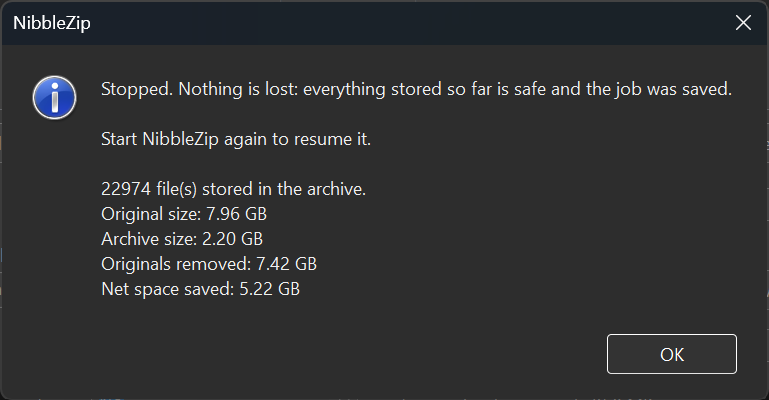 NibbleZip
Stopped. Nothing is lost: everything stored so far is safe and the job was saved.
Start NibbleZip again to resume it.
22974 file(s) stored in the archive.
Original size: 7.96 GB
Archive size: 2.20 GB
Originals removed: 7.42 GB
Net space saved: 5.22 GB
OK